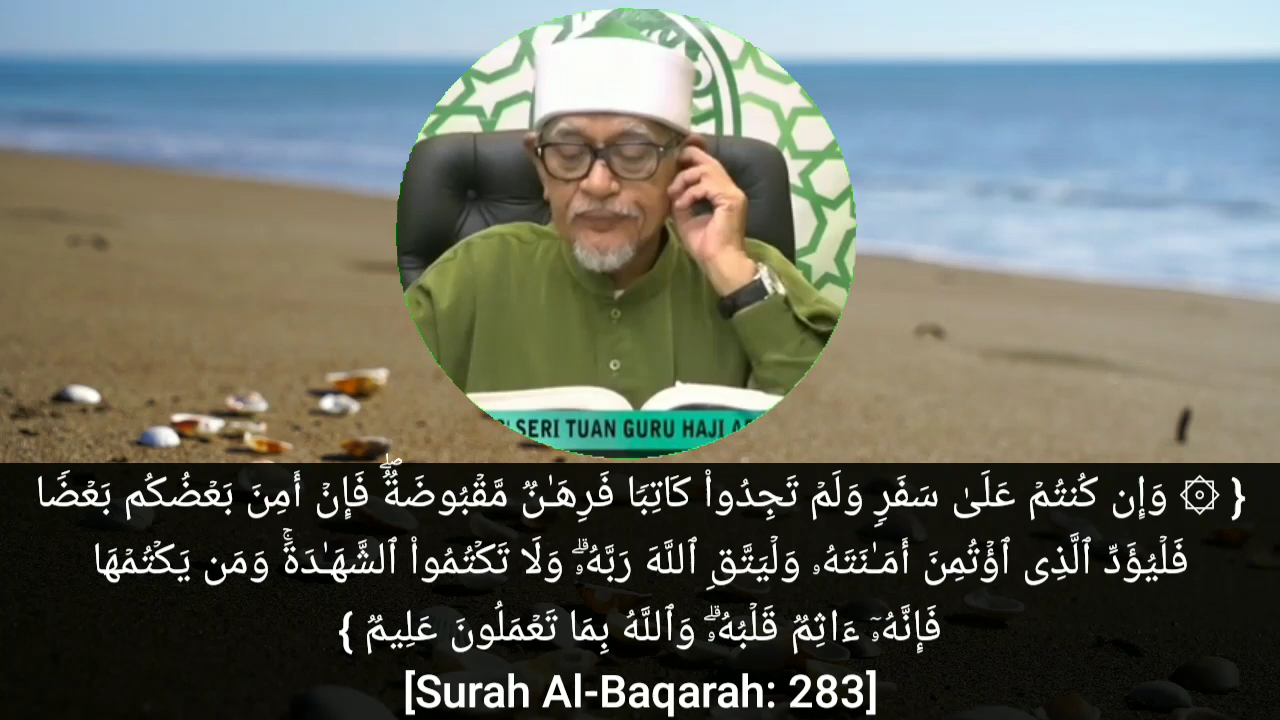 SERI TUAN GURU HAJI
{ ۞ وَإِن كُنتُمۡ عَلَىٰ سَفَرٖ وَلَمۡ تَجِدُواْ كَاتِبٗا فَرِهَـٰنٞ مَّقۡبُوضَةٞۖ فَإِنۡ أَمِنَ بَعۡضُكُم بَعۡضٗا
فَلۡيُؤَدِّ ٱلَّذِی ٱؤۡتُمِنَ أَمَـٰنَتَهُۥ وَلۡيَتَّقِ ٱللَّهَ رَبَّهُۥۗ وَلَا تَكۡتُمُواْ ٱلشَّهَـٰدَةَۚ وَمَن يَكۡتُمۡهَا
فَإِنَّهُۥۤ ءَاثِمٞ قَلۡبُهُۥۗ وَٱللَّهُ بِمَا تَعۡمَلُونَ عَلِيمٞ }
[Surah Al-Baqarah: 283]